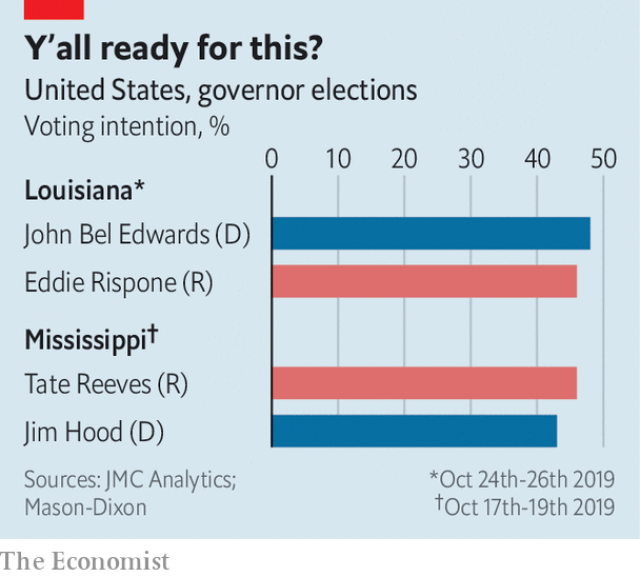 Y’all ready for this?
United States, governor elections
Voting intention, %
0 10 20 30 40 50
Louisiana*
John Bel Edwards (D)
Eddie Rispone (R)
Mississippi†
Tate Reeves (R)
Jim Hood (D)
Sources: JMC Analytics;
Mason-Dixon
*Oct 24th-26th 2019
†Oct 17th-19th 2019
The Economist